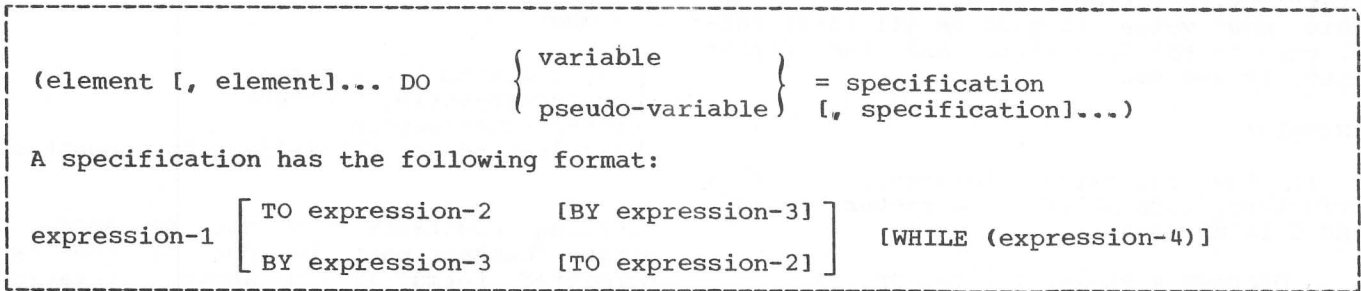 variable
(element [, element]... DO = specification
pseudo-variable [, specification]...)
A specification has the following format:
TO expression-2 [BY expression-3]
expression-1 [WHILE (expression-4)]
BY expression-3 [TO expression-2]